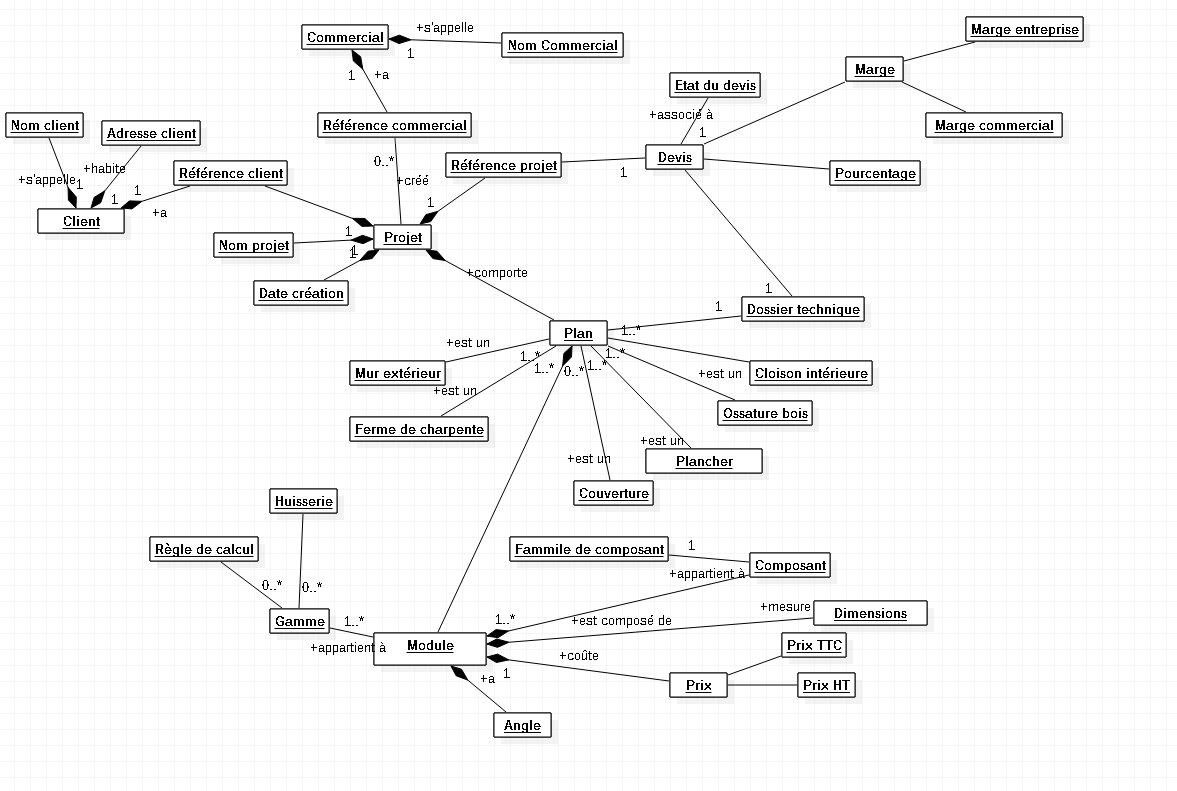 Commercial
+s'appelle
1
Nom Commercial
1
+a
Marge entreprise
Marge
Marge commercial
Etat du devis
+associé à
1
Nom client
Adresse client
Référence commercial
0..*
+créé
Référence projet
Devis
1
Pourcentage
+s'appelle
1
+habite
1
Référence client
1
+a
Client
1
Projet
Nom projet
1
1
1
Date création
+comporte
1
Dossier technique
1
Plan
1..*
+est un
Mur extérieur
1..*
1..*
0..*
1..*
1..*
+est un
Cloison intérieure
+est un
Ferme de charpente
Ossature bois
+est un
Plancher
+est un
Couverture
Huisserie
Règle de calcul
0..*
0..*
Gamme
1..*
+appartient à
Fammile de composant
1
Composant
+appartient à
1..*
+est composé de
+mesure
Dimensions
Module
+coûte
1
+a
Prix TTC
Prix
Prix HT
Angle